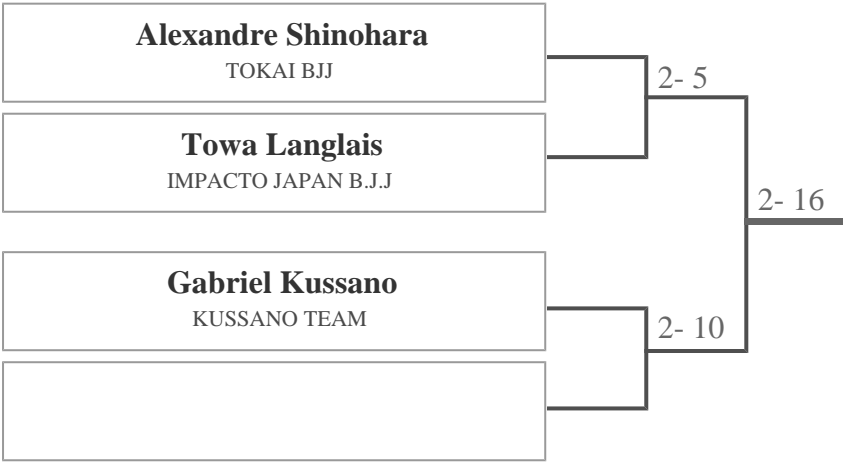 Alexandre Shinohara
TOKAI BJJ
2- 5
Towa Langlais
IMPACTO JAPAN B.J.J
2- 16
Gabriel Kussano
KUSSANO TEAM
2- 10